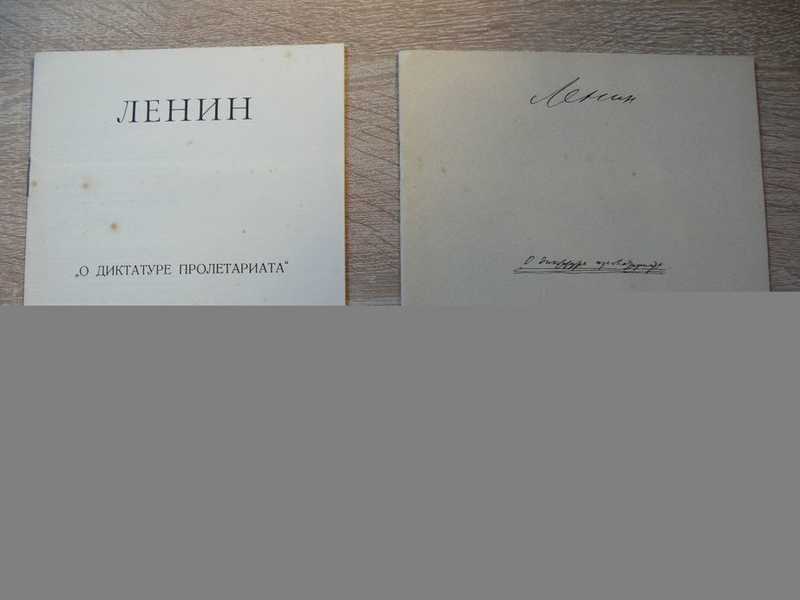 ЛЕНИН
„О ДИКТАТУРЕ ПРОЛЕТАРИАТА“
Ленин
О диктатуре пролетариата